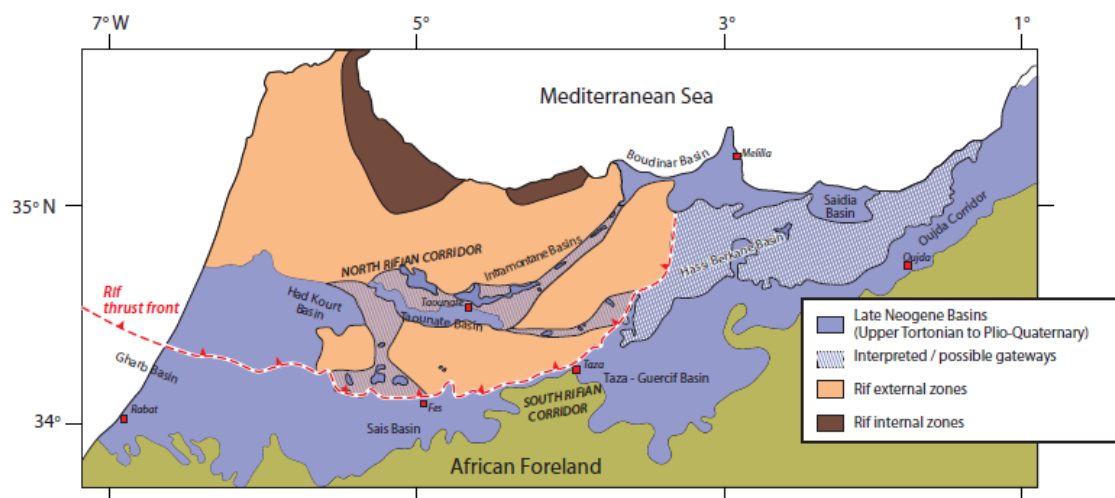 7° W
5°
3°
1°
Mediterranean Sea
Boudinar Basin
Melilla
35° N
Saidia
Basin
Oujda Corridor
NORTH RIFIAN CORRIDOR
Intramontane Basins
Hassi Berkane Basin
Oujda
Had Kourt
Basin
Taounate
Taounate Basin
Rif
thrust front
Gharb Basin
Taza
Taza - Guercif Basin
Rabat
Fes
SOUTH RIFIAN
CORRIDOR
34°
Sais Basin
African Foreland
Late Neogene Basins
(Upper Tortonian to Plio-Quaternary)
Interpreted / possible gateways
Rif external zones
Rif internal zones